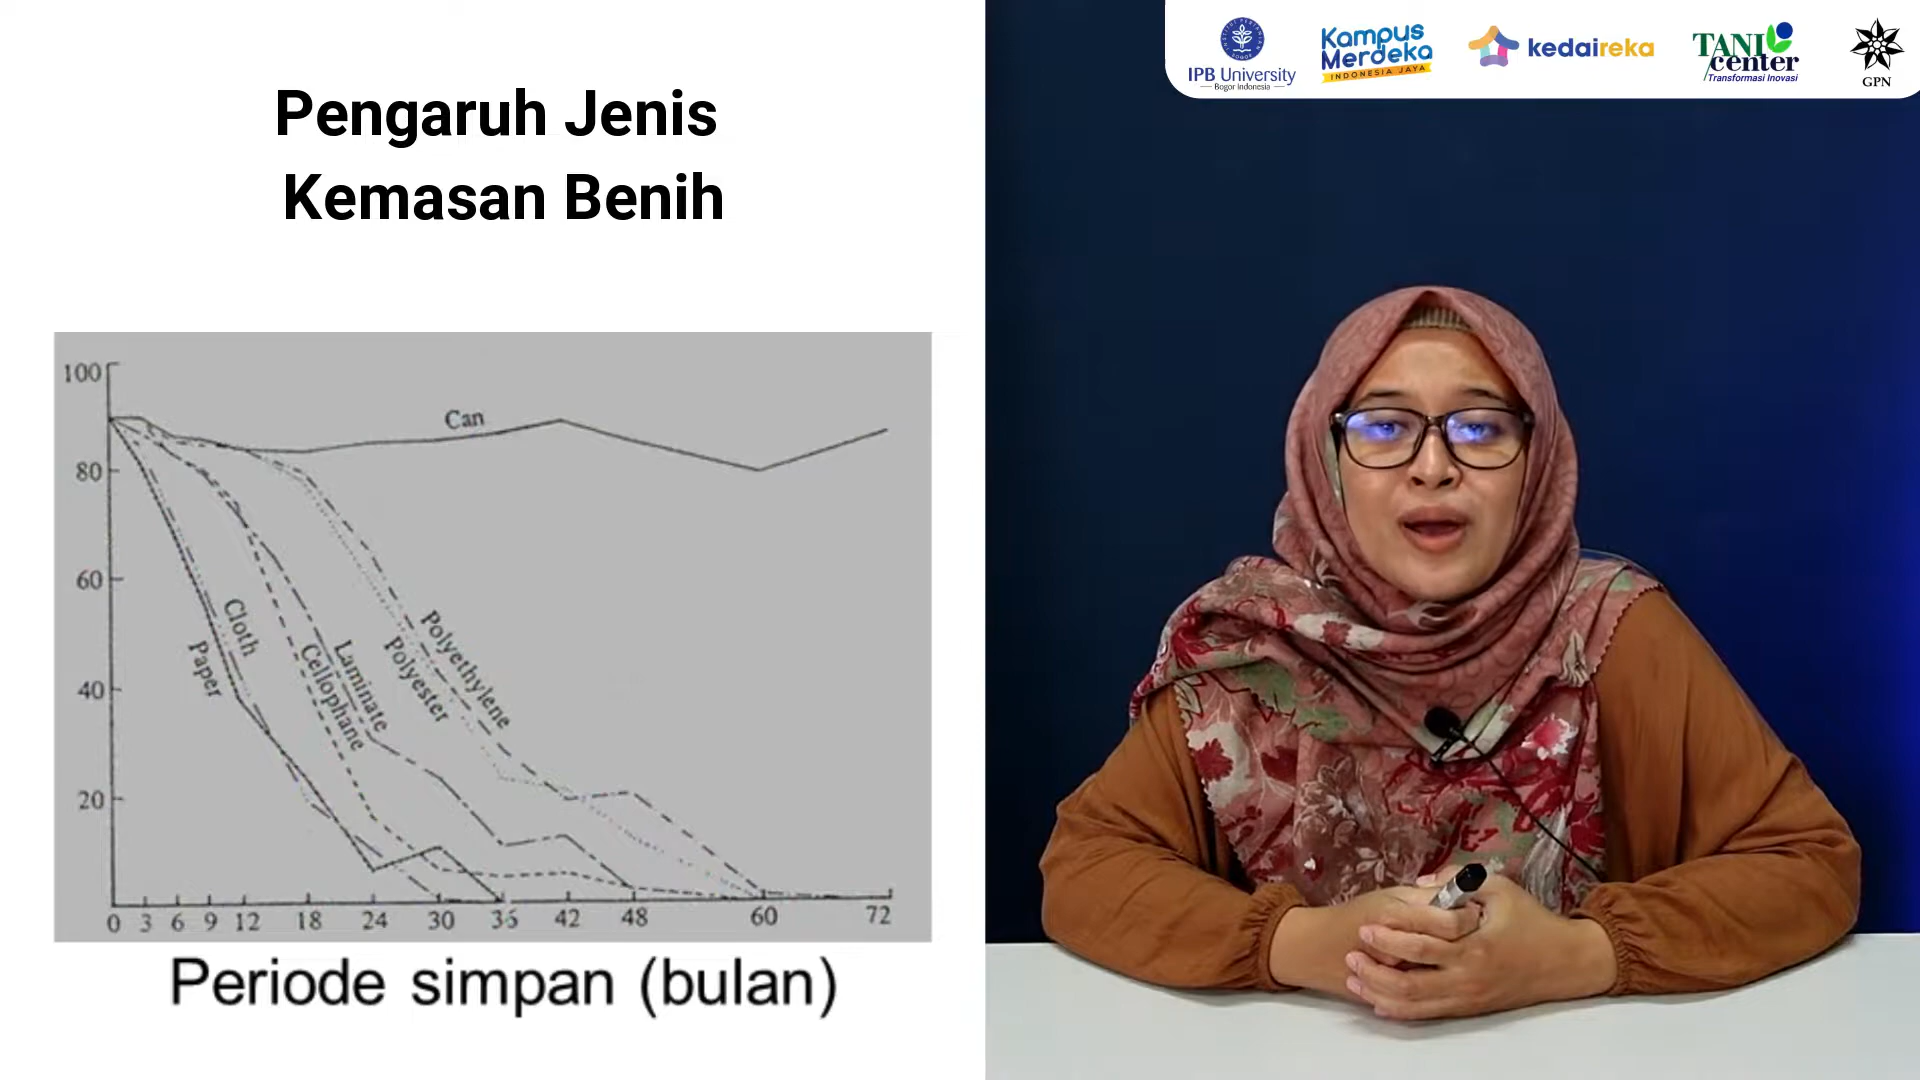 Pengaruh Jenis
Kemasan Benih
IPB University
Bogor Indonesia
Kampus
Merdeka
INDONESIA JAYA
kedaireka
TANI
center
Transformasi Inovasi
GPN
100
80
60
40
20
Can
Cloth
Paper
Cellophane
Laminate
Polyester
Polyethylene
0 3 6 9 12 18 24 30 36 42 48 60 72
Periode simpan (bulan)